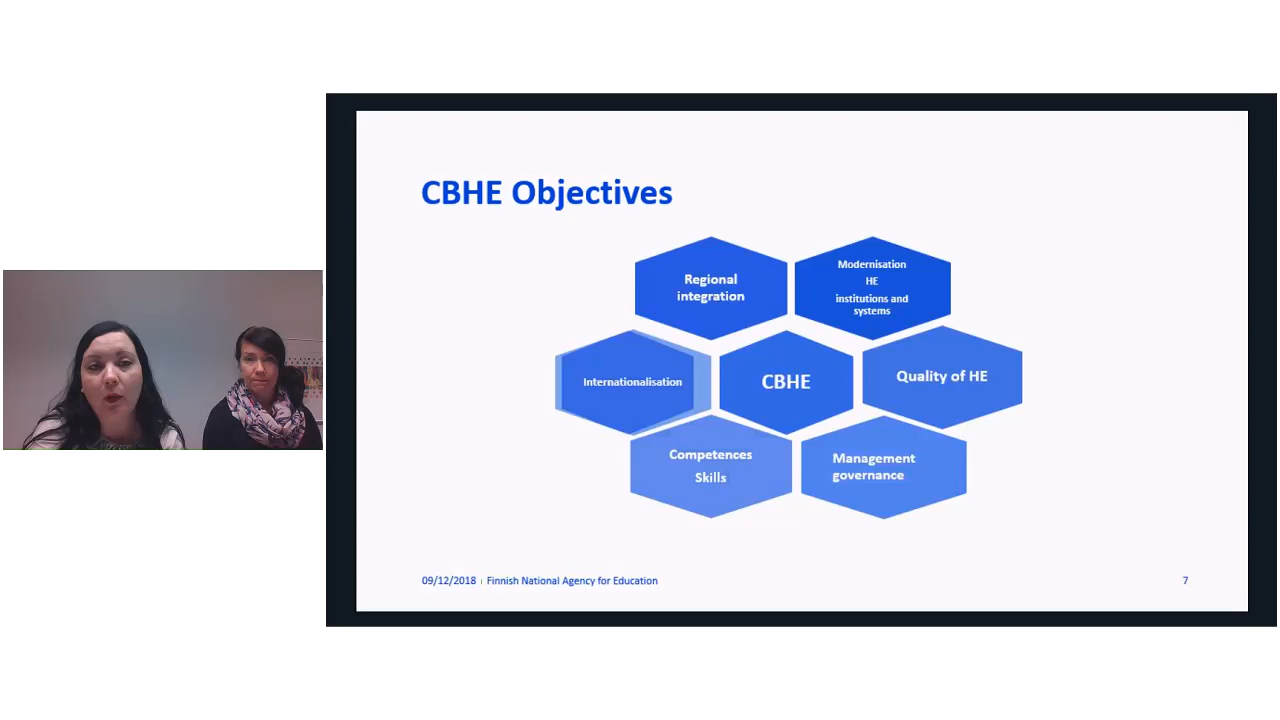 CBHE Objectives
Regional
integration
Modernisation
HE
institutions and
systems
Internationalisation
CBHE
Quality of HE
Competences
Skills
Management
governance
09/12/2018 | Finnish National Agency for Education
7